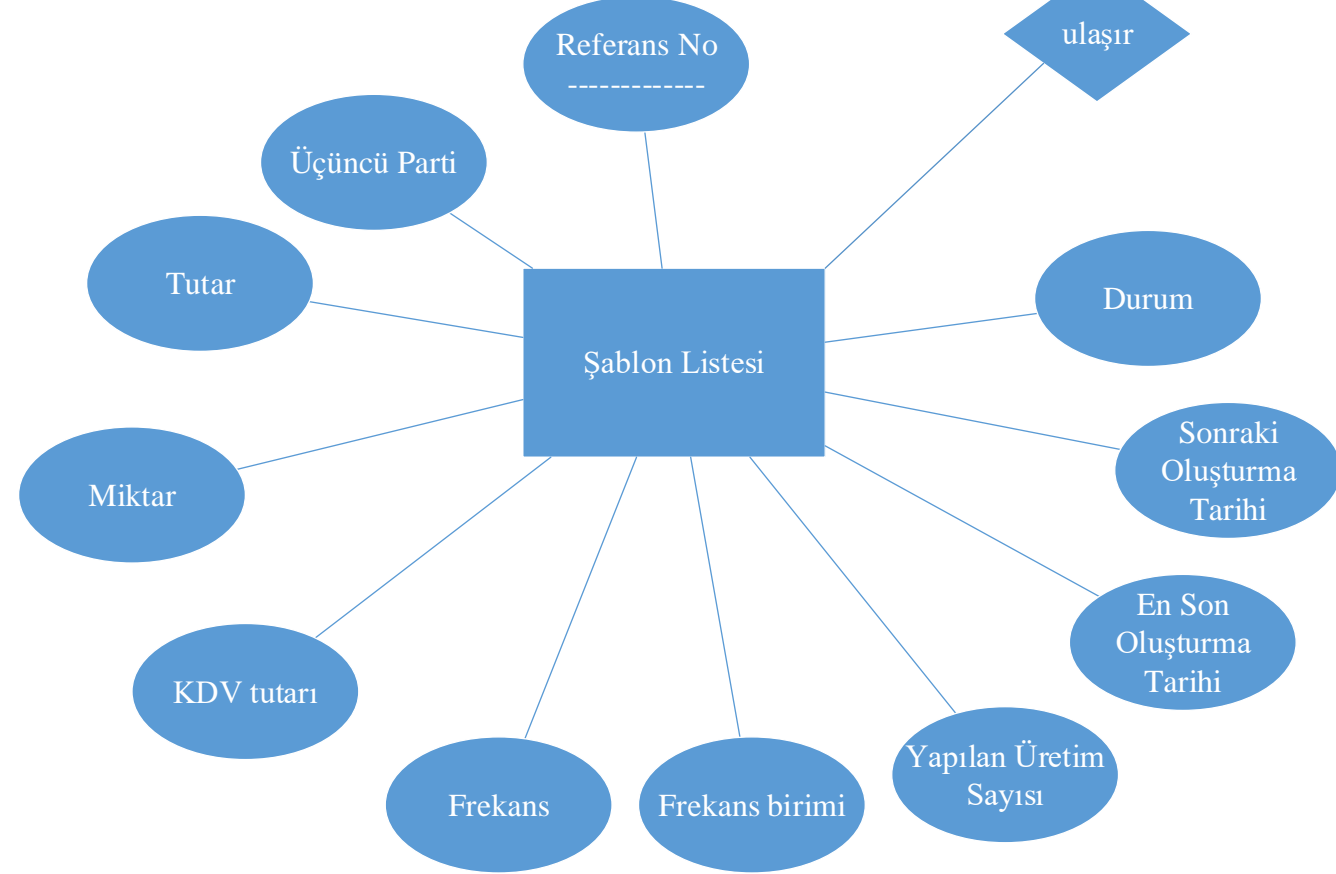 Referans No
-------------
ulaşır
Üçüncü Parti
Tutar
Durum
Şablon Listesi
Sonraki
Oluşturma
Tarihi
Miktar
En Son
Oluşturma
Tarihi
KDV tutarı
Yapılan Üretim
Sayısı
Frekans
Frekans birimi